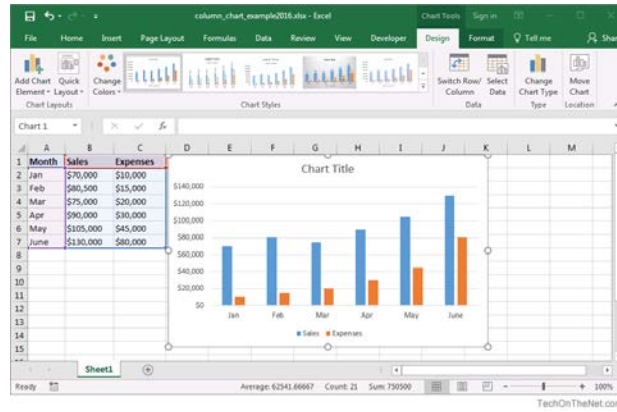 column_chart_example2016.xlsx - Excel
Chart Tools
Sign in
File Home Insert Page Layout Formulas Data Review View Developer Design Format Tell me Shar
Add Chart Element Quick Layout Change Colors Switch Row/ Column Select Data Change Chart Type Move Chart
Chart Layouts Chart Styles Data Type Location
Chart 1 fx
A B C D E F G H I J K L M
1 Month Sales Expenses
2 Jan $70,000 $10,000
3 Feb $80,500 $15,000
4 Mar $75,000 $20,000
5 Apr $90,000 $30,000
6 May $105,000 $45,000
7 June $130,000 $80,000
8
9
10
11
12
13
14
15
Chart Title
$140,000
$120,000
$100,000
$80,000
$60,000
$40,000
$20,000
$0
Jan Feb Mar Apr May June
Sales Expenses
Sheet1
Ready Average: 62541.66667 Count: 21 Sum: 750500 100%
TechOnTheNet.com